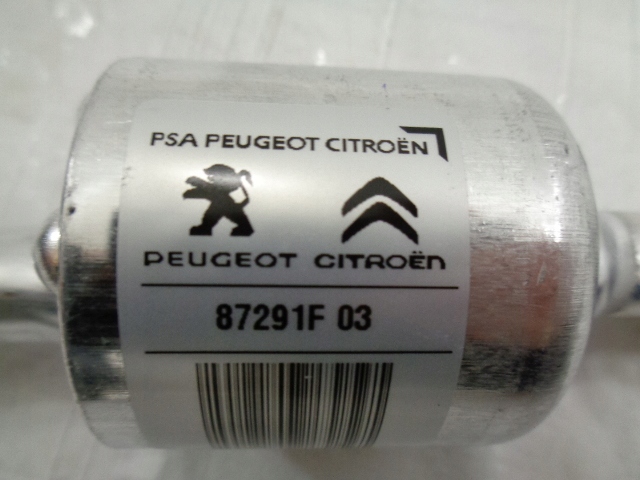 PSA PEUGEOT CITROËN
PEUGEOT CITROËN
87291F 03